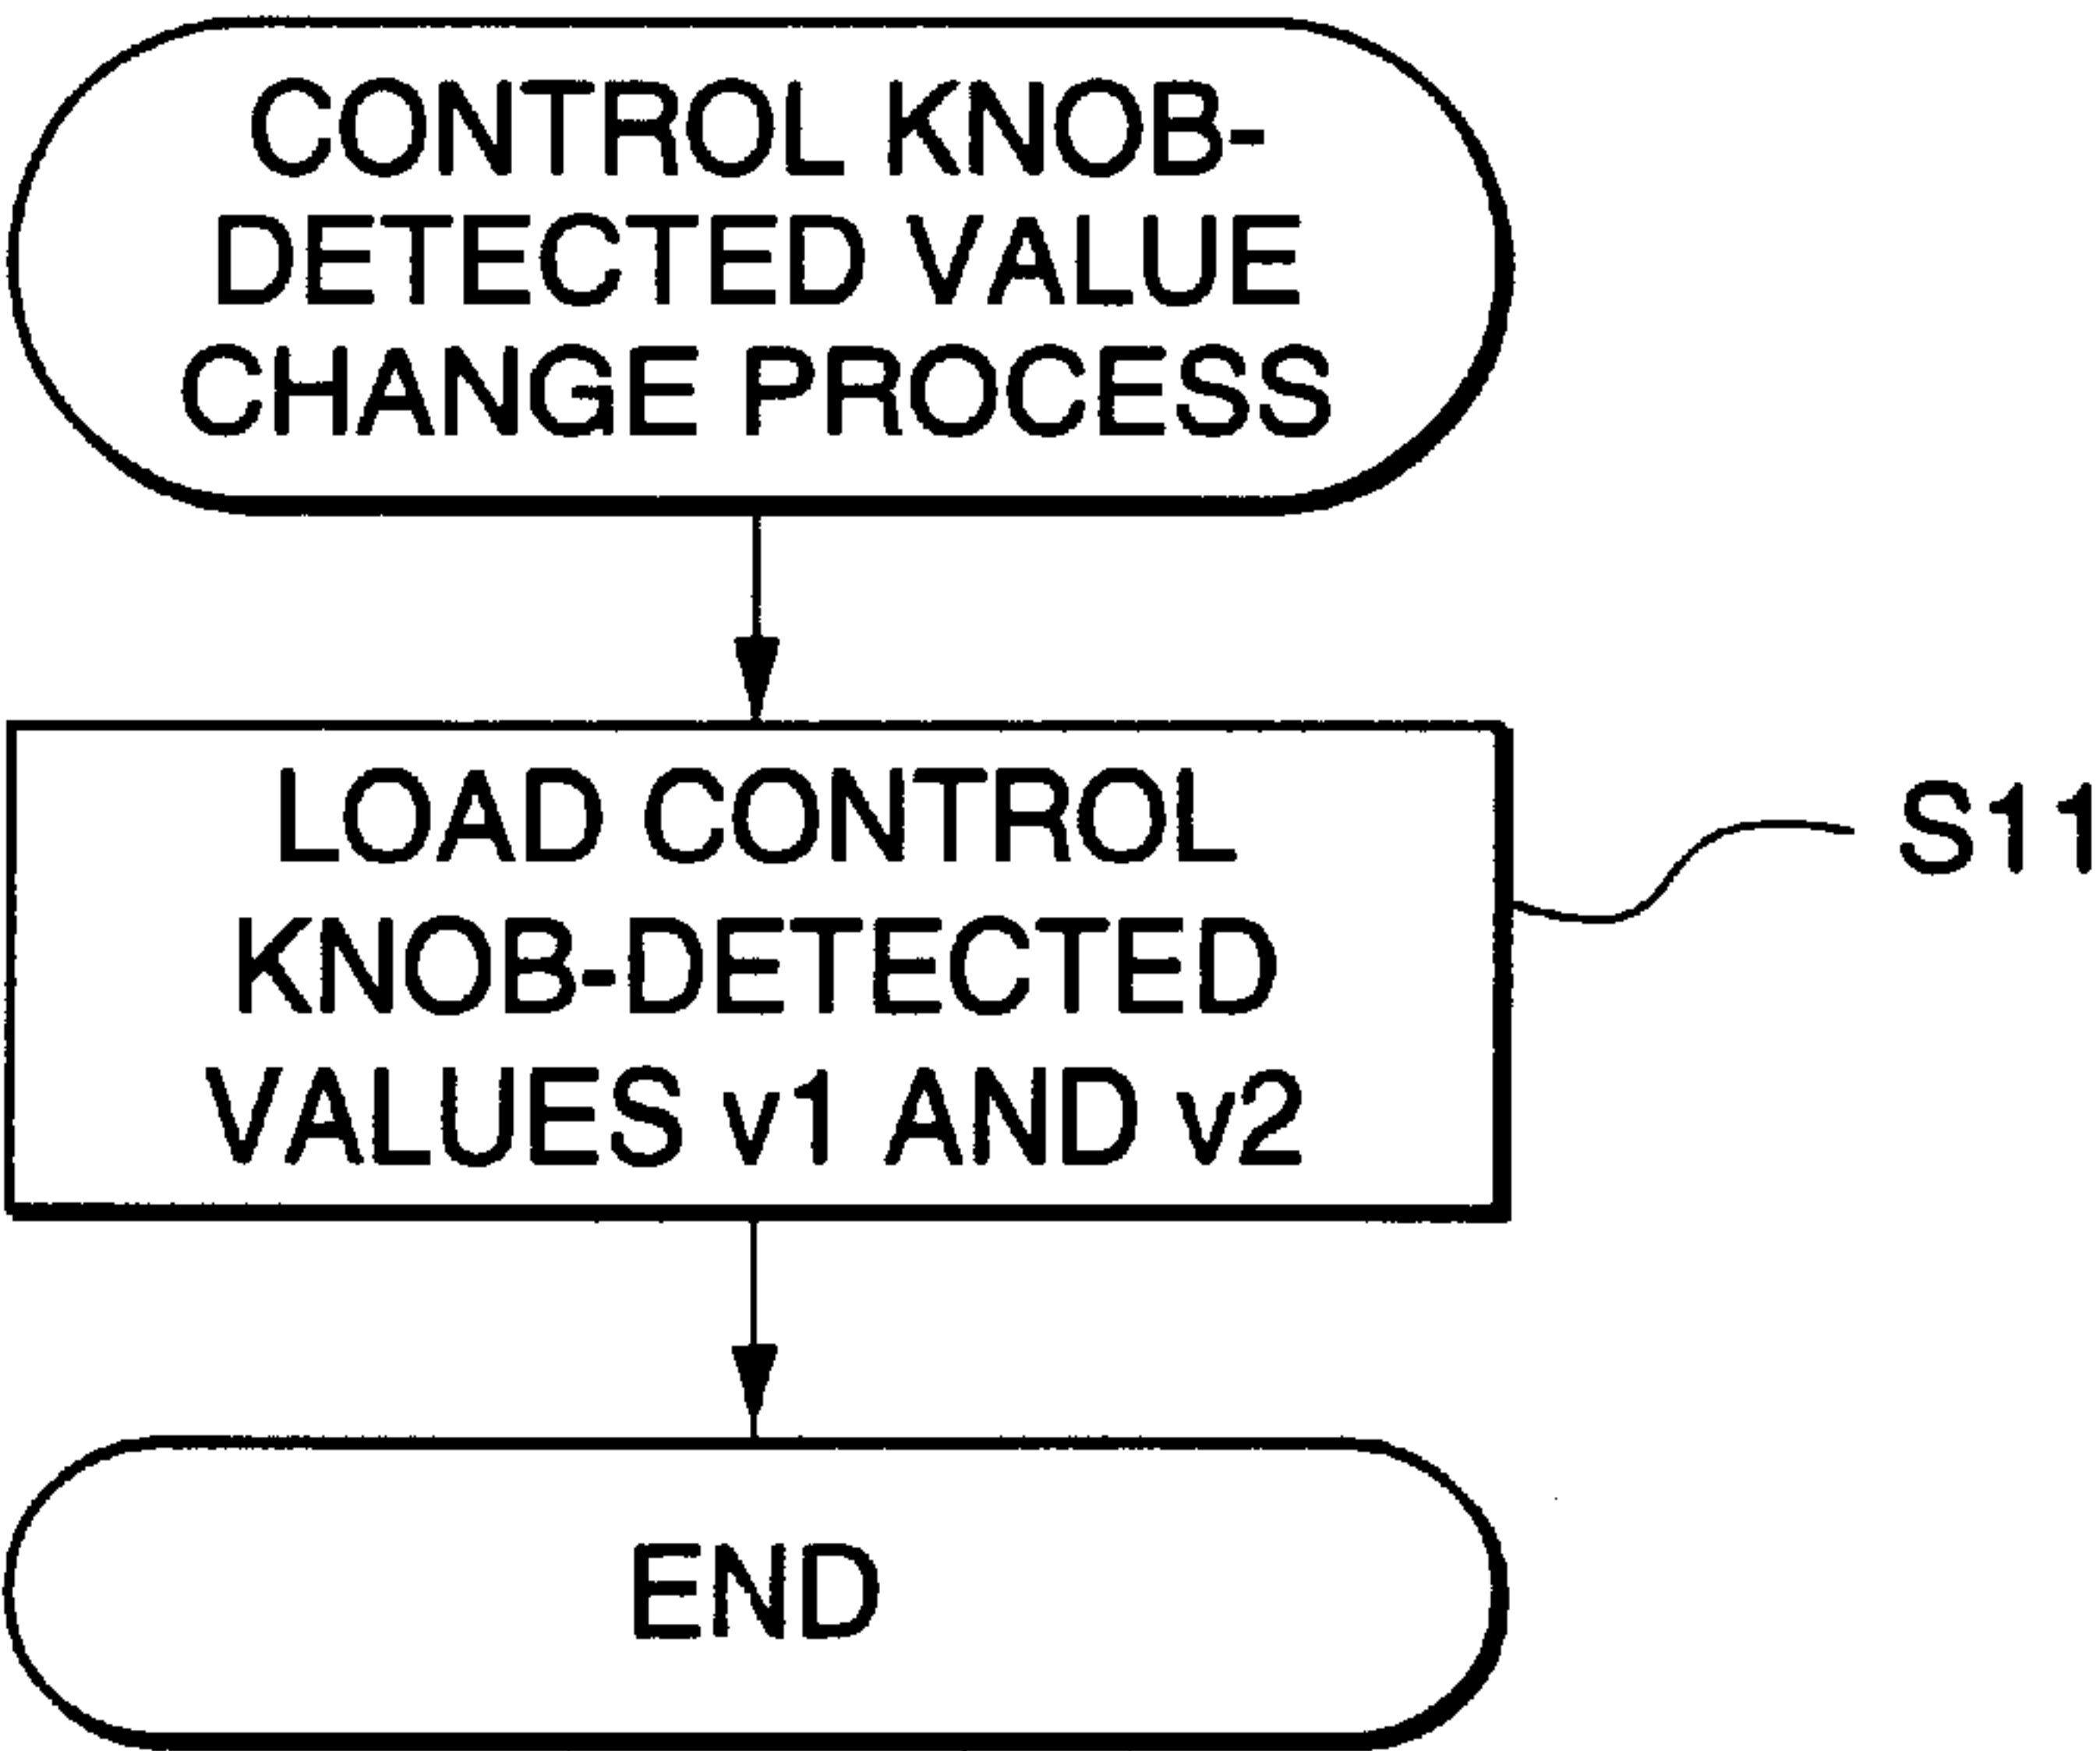 CONTROL KNOB-
DETECTED VALUE
CHANGE PROCESS
LOAD CONTROL
KNOB-DETECTED
VALUES v1 AND v2
S11
END